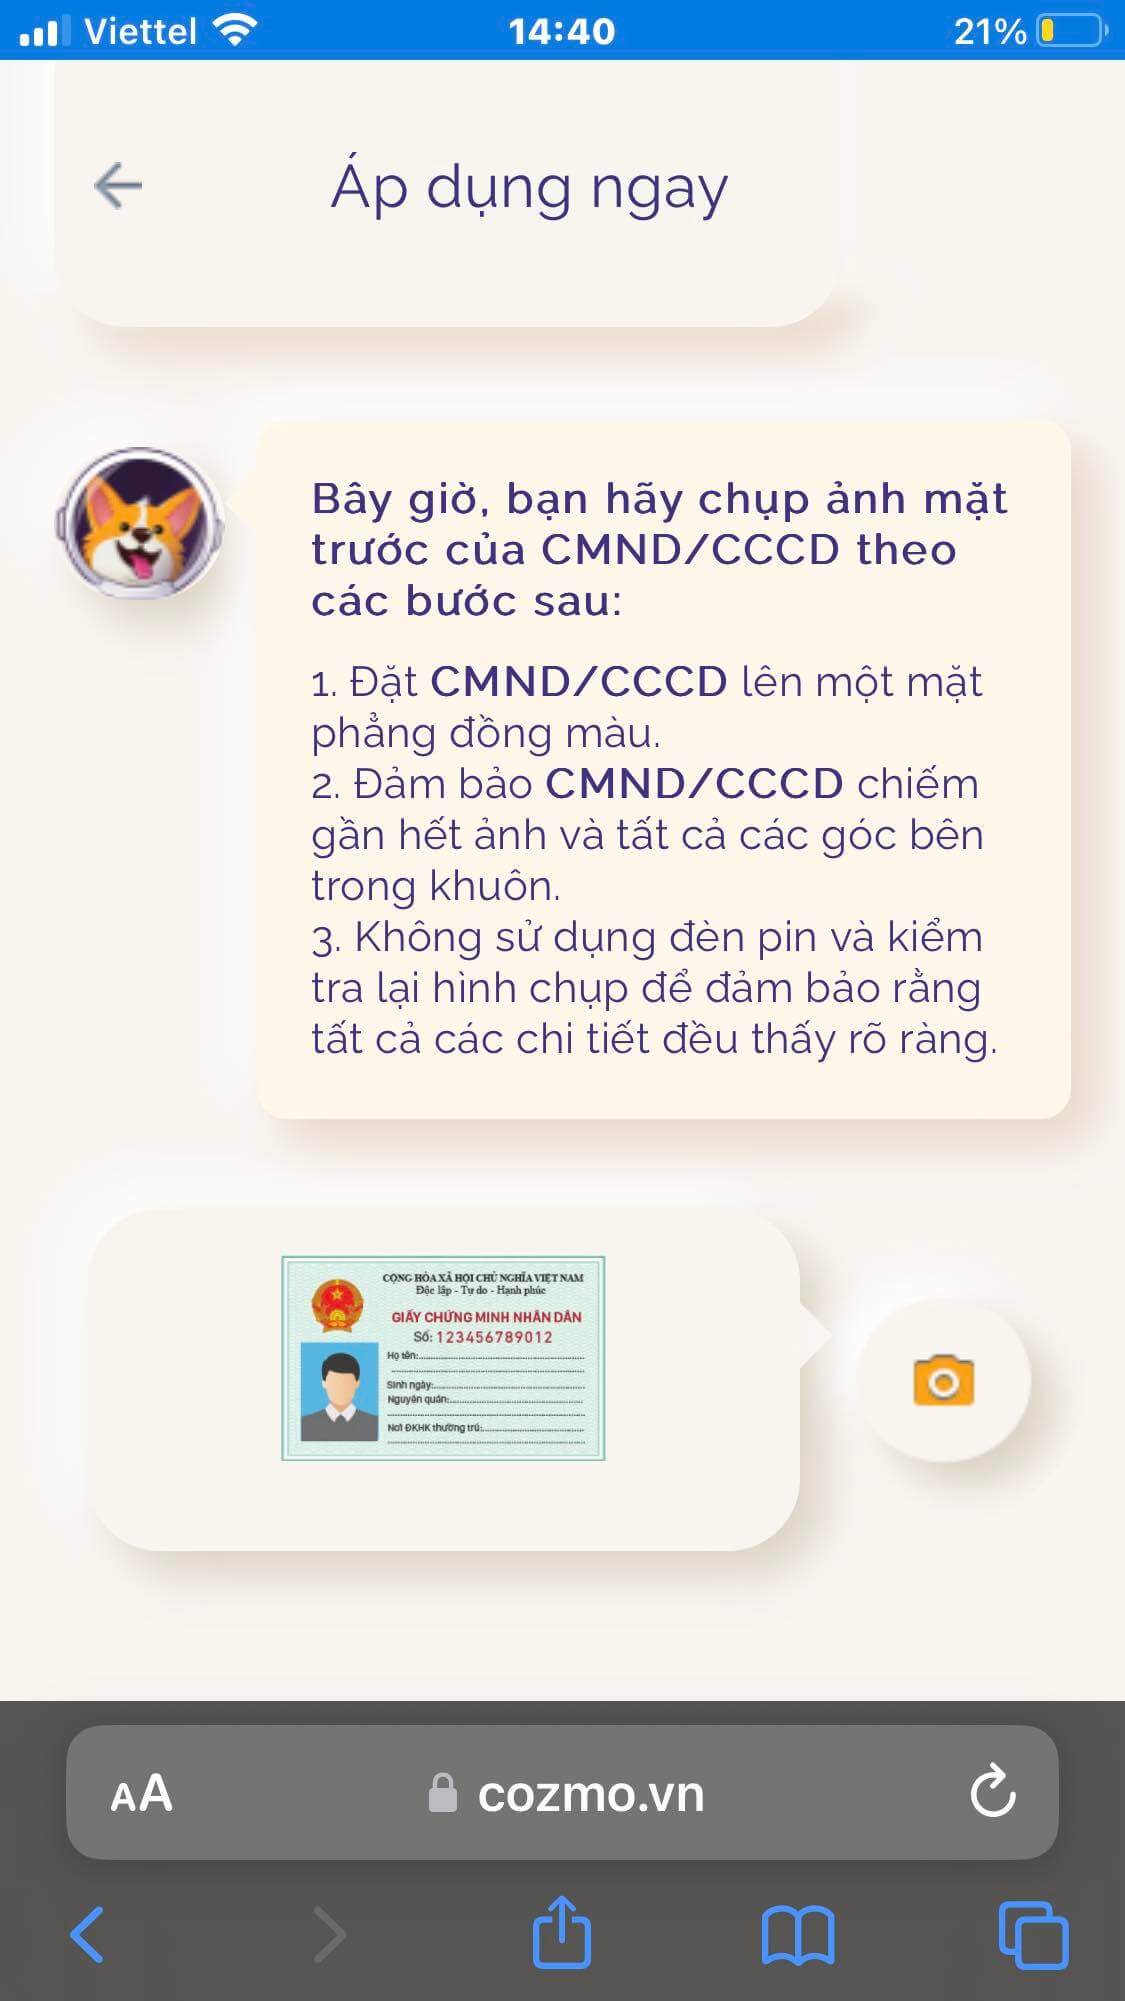 Viettel
14:40
21%
Áp dụng ngay
Bây giờ, bạn hãy chụp ảnh mặt
trước của CMND/CCCD theo
các bước sau:
1. Đặt CMND/CCCD lên một mặt
phẳng đồng màu.
2. Đảm bảo CMND/CCCD chiếm
gần hết ảnh và tất cả các góc bên
trong khuôn.
3. Không sử dụng đèn pin và kiểm
tra lại hình chụp để đảm bảo rằng
tất cả các chi tiết đều thấy rõ ràng.
CỘNG HÒA XÃ HỘI CHỦ NGHĨA VIỆT NAM
Độc lập - Tự do - Hạnh phúc
GIẤY CHỨNG MINH NHÂN DÂN
Số: 123456789012
Họ tên:
Sinh ngày:
Nguyên quán:
Nơi ĐKHK thường trú:
AA
cozmo.vn